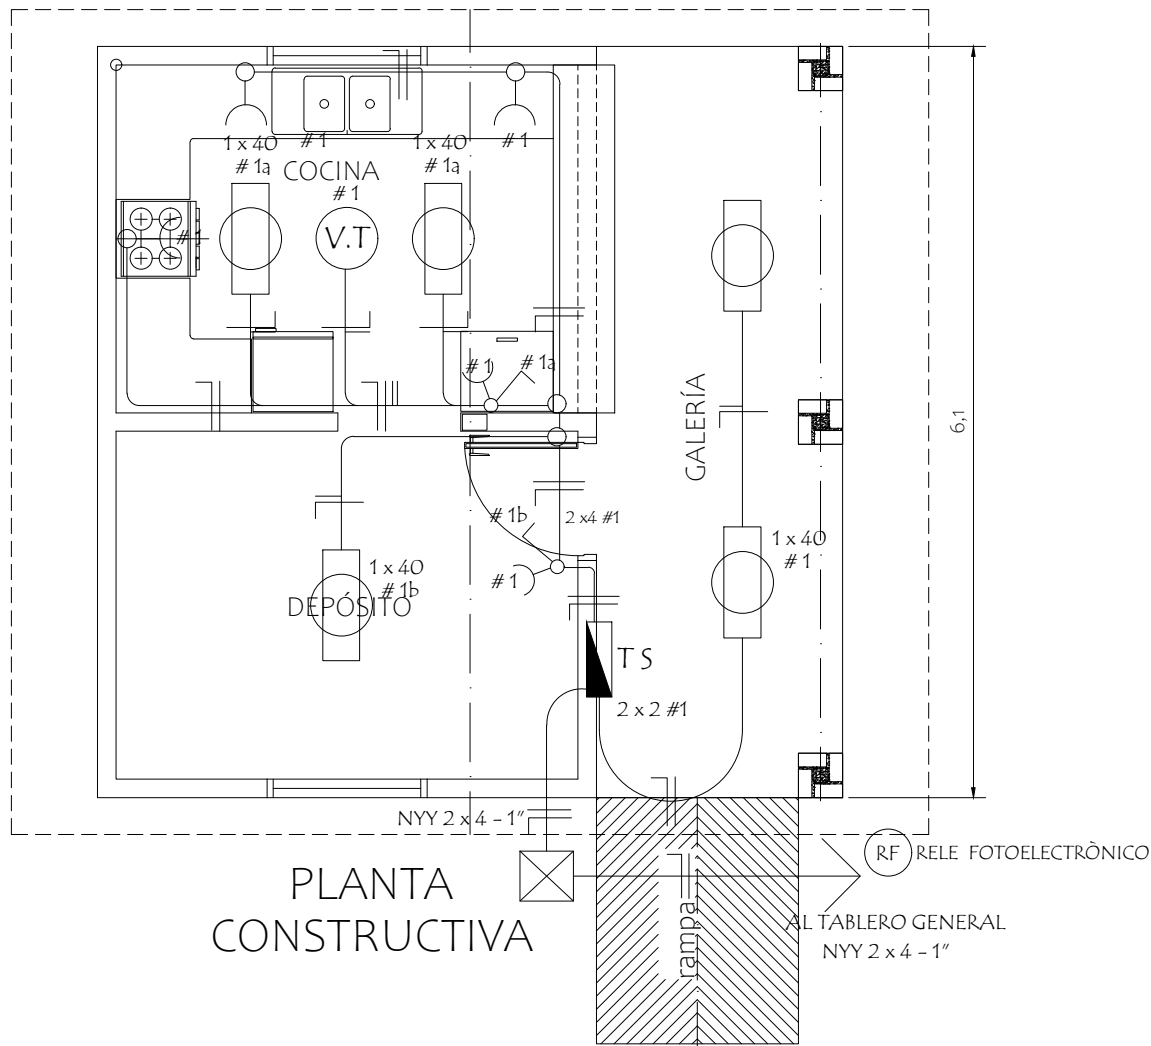 1 x 40
# 1a
# 1
COCINA
1 x 40
# 1a
# 1
# 1
V.T
# 1
# 1
# 1a
GALERÍA
6,1
# 1b
2 x4 #1
# 1
1 x 40
# 1b
DEPÓSITO
1 x 40
# 1
T S
2 x 2 #1
NYY 2 x 4 - 1"
PLANTA
CONSTRUCTIVA
rampa
RF RELE FOTOELECTRÒNICO
AL TABLERO GENERAL
NYY 2 x 4 - 1"